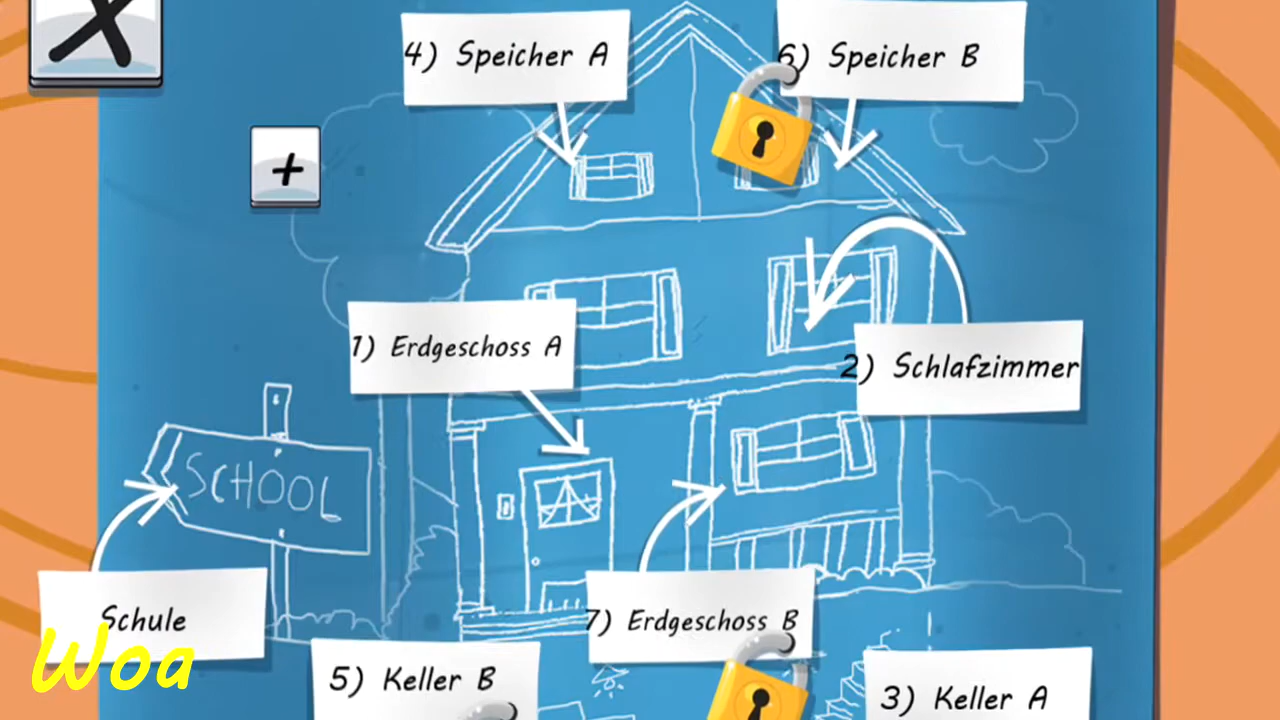 X
4) Speicher A
6) Speicher B
+
1) Erdgeschoss A
2) Schlafzimmer
SCHOOL
Schule
7) Erdgeschoss B
Woa
5) Keller B
3) Keller A